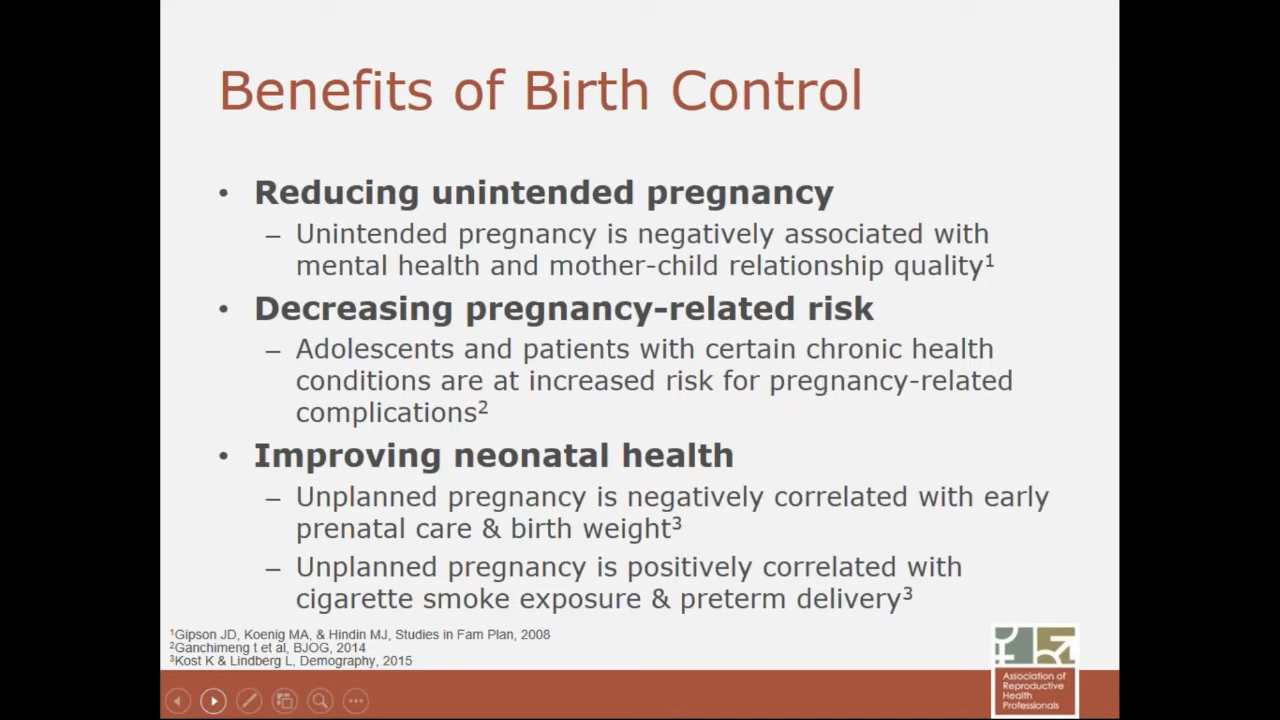 Benefits of Birth Control
• Reducing unintended pregnancy
– Unintended pregnancy is negatively associated with
mental health and mother-child relationship quality¹
• Decreasing pregnancy-related risk
– Adolescents and patients with certain chronic health
conditions are at increased risk for pregnancy-related
complications²
• Improving neonatal health
– Unplanned pregnancy is negatively correlated with early
prenatal care & birth weight³
– Unplanned pregnancy is positively correlated with
cigarette smoke exposure & preterm delivery³
¹Gipson JD, Koenig MA, & Hindin MJ, Studies in Fam Plan, 2008
²Ganchimeng t et al, BJOG, 2014
³Kost K & Lindberg L, Demography, 2015
Association of
Reproductive
Health
Professionals